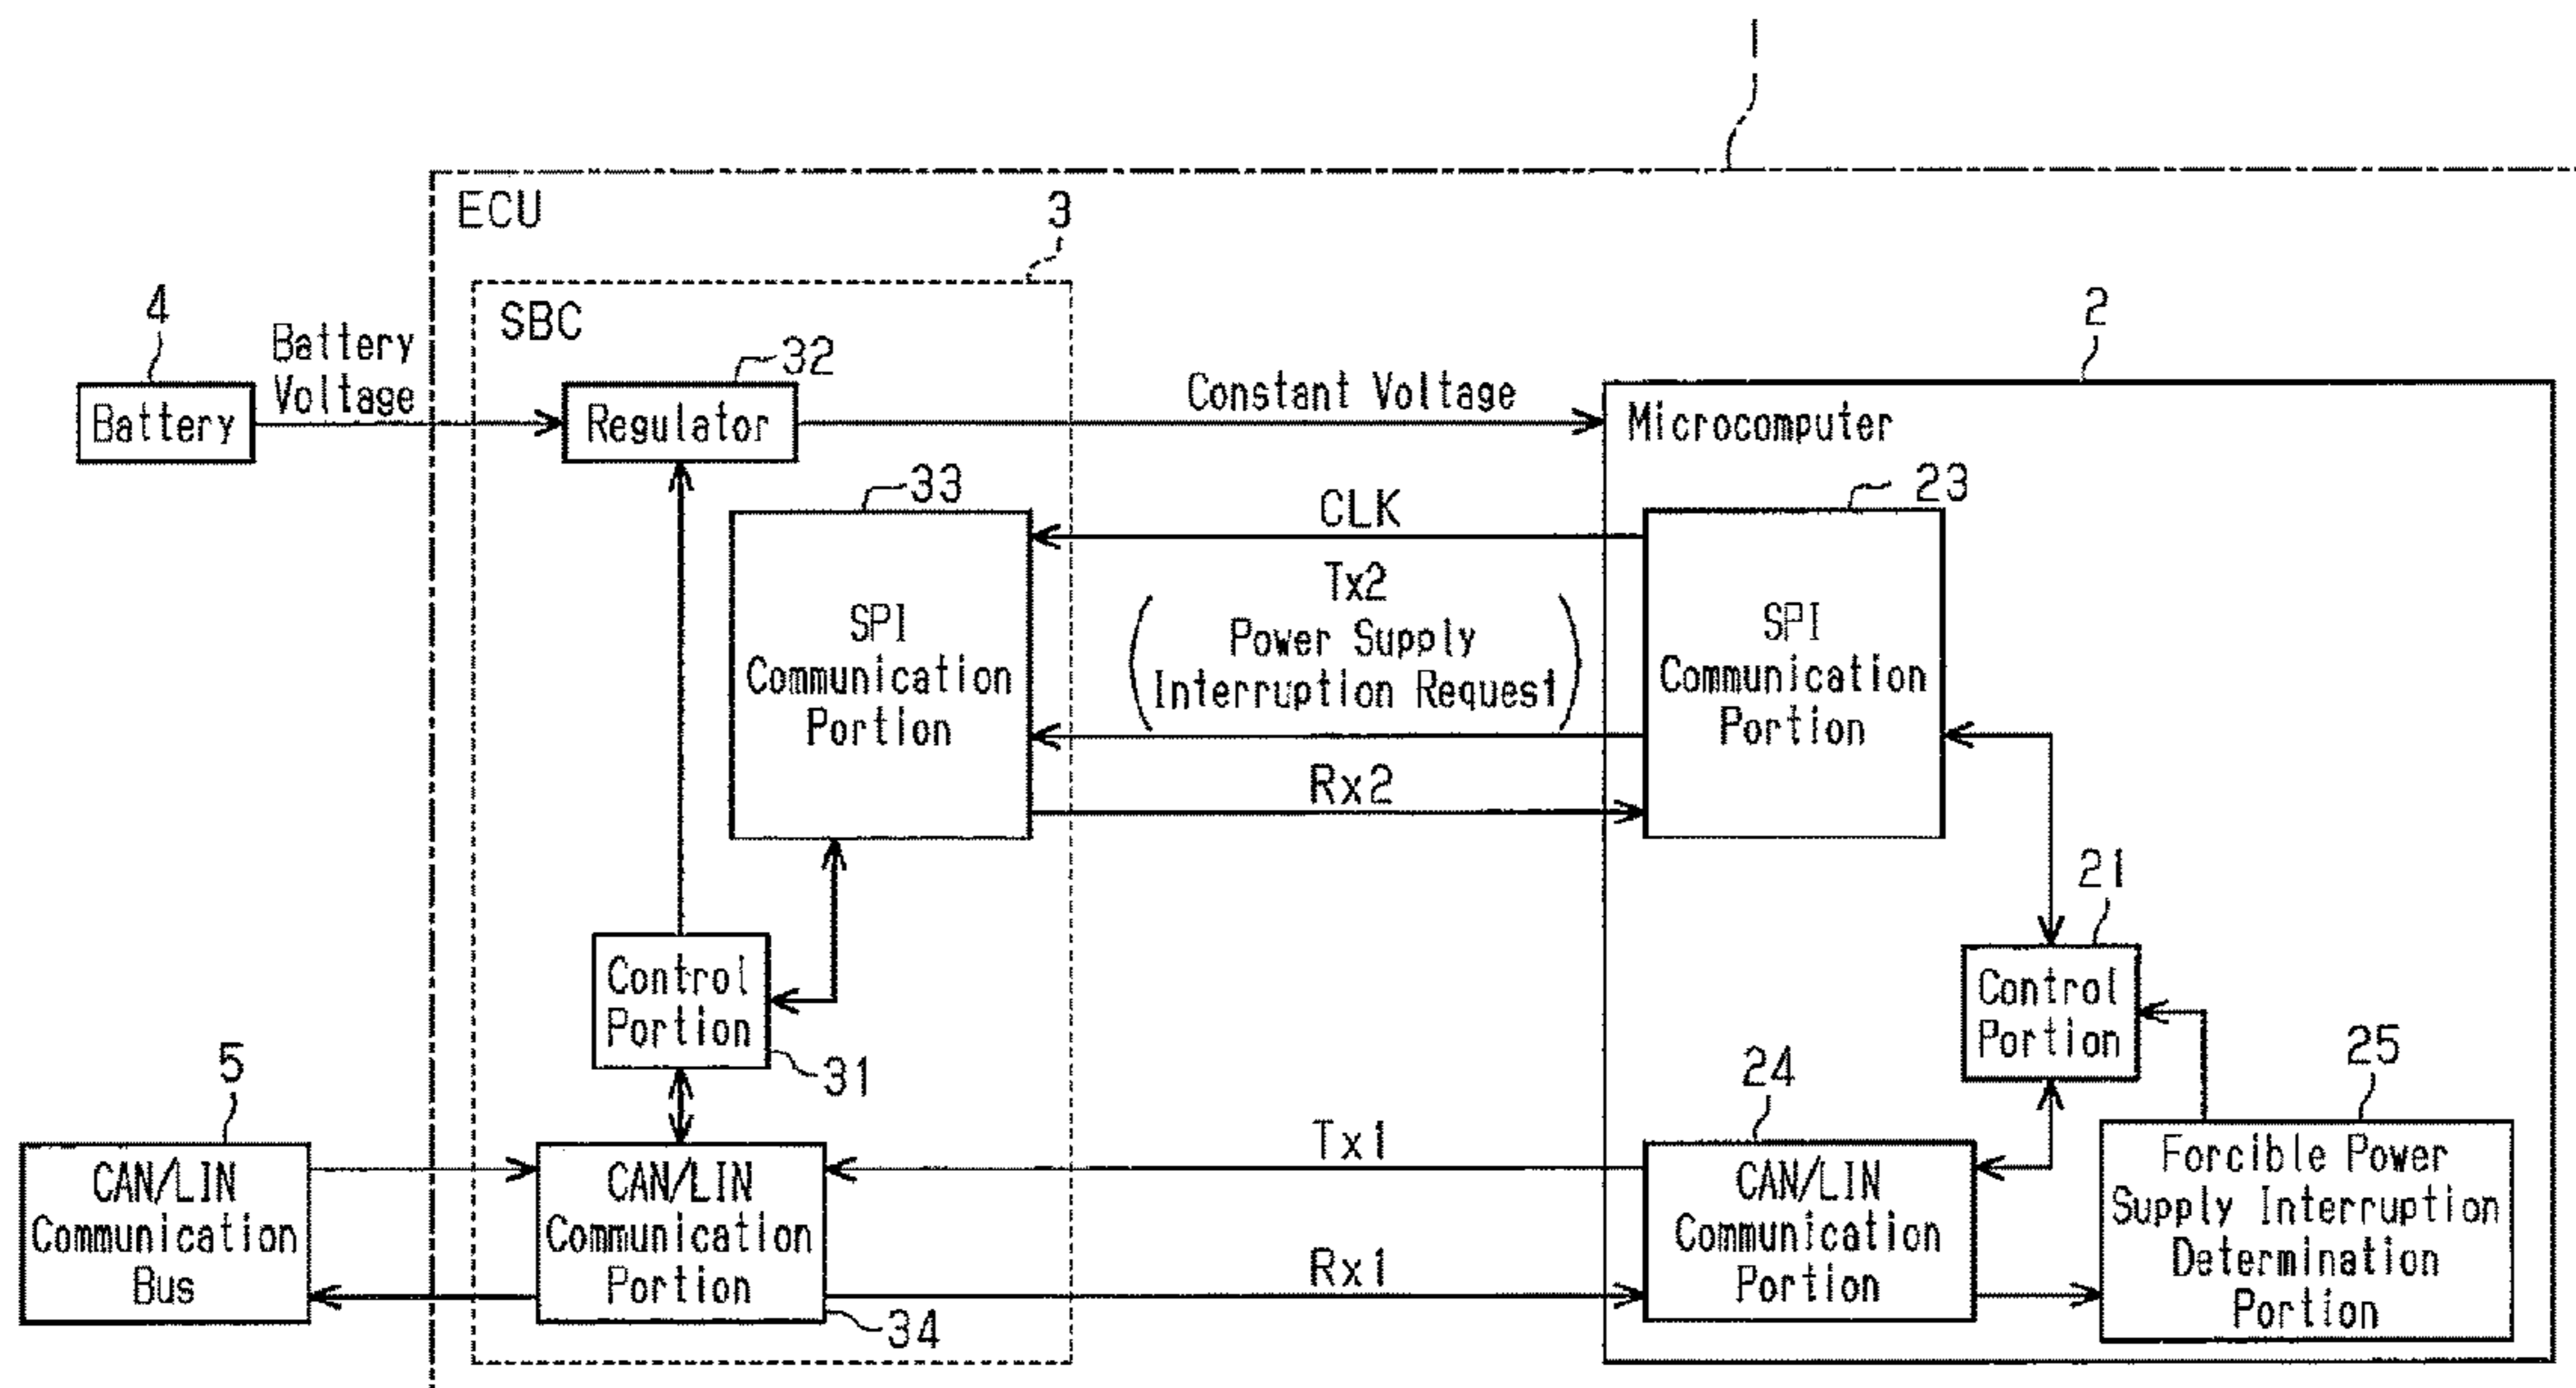 1
ECU
3
SBC
4
Battery
Voltage
Battery
32
Regulator
Constant Voltage
2
Microcomputer
33
SPI
Communication
Portion
CLK
Tx2
Power Supply
Interruption Request
Rx2
23
SPI
Communication
Portion
21
Control
Portion
Control
Portion
31
25
Forcible Power
Supply Interruption
Determination
Portion
5
CAN/LIN
Communication
Bus
CAN/LIN
Communication
Portion
34
Tx1
Rx1
24
CAN/LIN
Communication
Portion